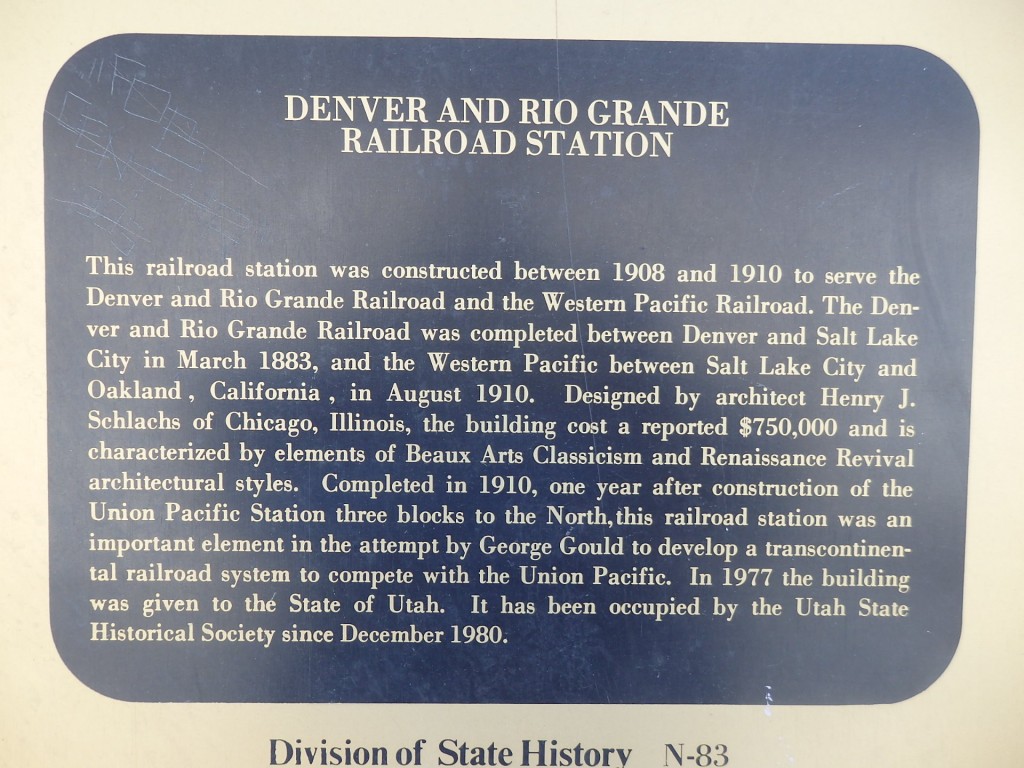 DENVER AND RIO GRANDE
RAILROAD STATION
This railroad station was constructed between 1908 and 1910 to serve the
Denver and Rio Grande Railroad and the Western Pacific Railroad. The Den-
ver and Rio Grande Railroad was completed between Denver and Salt Lake
City in March 1883, and the Western Pacific between Salt Lake City and
Oakland , California , in August 1910. Designed by architect Henry J.
Schlachs of Chicago, Illinois, the building cost a reported $750,000 and is
characterized by elements of Beaux Arts Classicism and Renaissance Revival
architectural styles. Completed in 1910, one year after construction of the
Union Pacific Station three blocks to the North,this railroad station was an
important element in the attempt by George Gould to develop a transcontinen-
tal railroad system to compete with the Union Pacific. In 1977 the building
was given to the State of Utah. It has been occupied by the Utah State
Historical Society since December 1980.
Division of State History N-83